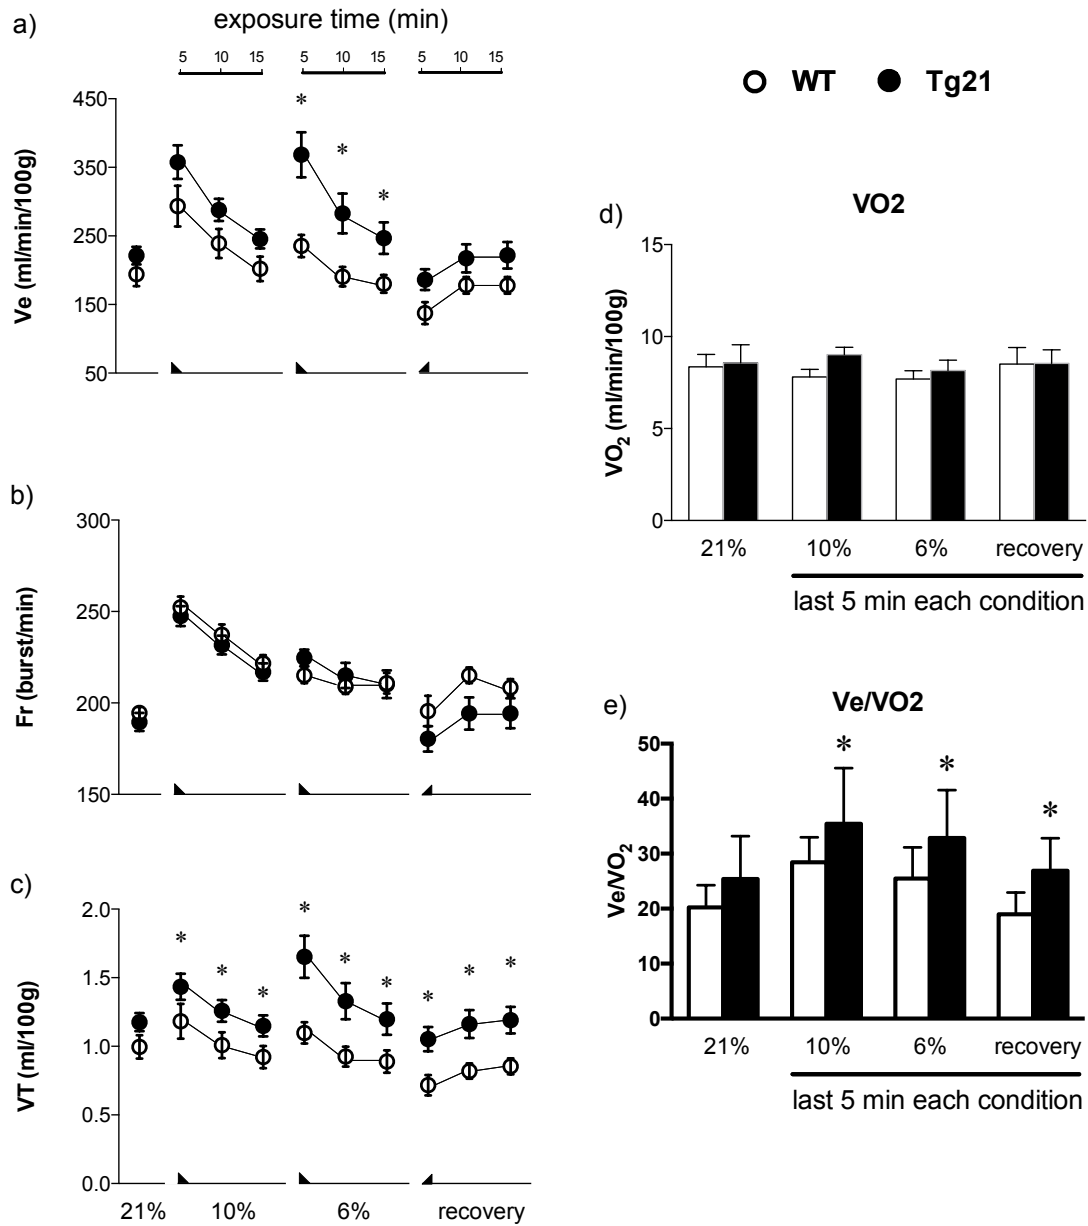 a)
exposure time (min)
5 10 15 5 10 15 5 10 15
Ve (ml/min/100g)
450
350
250
150
50
* * *
b)
Fr (burst/min)
300
250
200
150
c)
VT (ml/100g)
2.0
1.5
1.0
0.5
0.0
* * * * * * * * *
21% 10% 6% recovery
WT Tg21
d)
VO2
VO2 (ml/min/100g)
15
10
5
0
21% 10% 6% recovery
last 5 min each condition
e)
Ve/VO2
Ve/VO2
50
40
30
20
10
0
* * *
21% 10% 6% recovery
last 5 min each condition